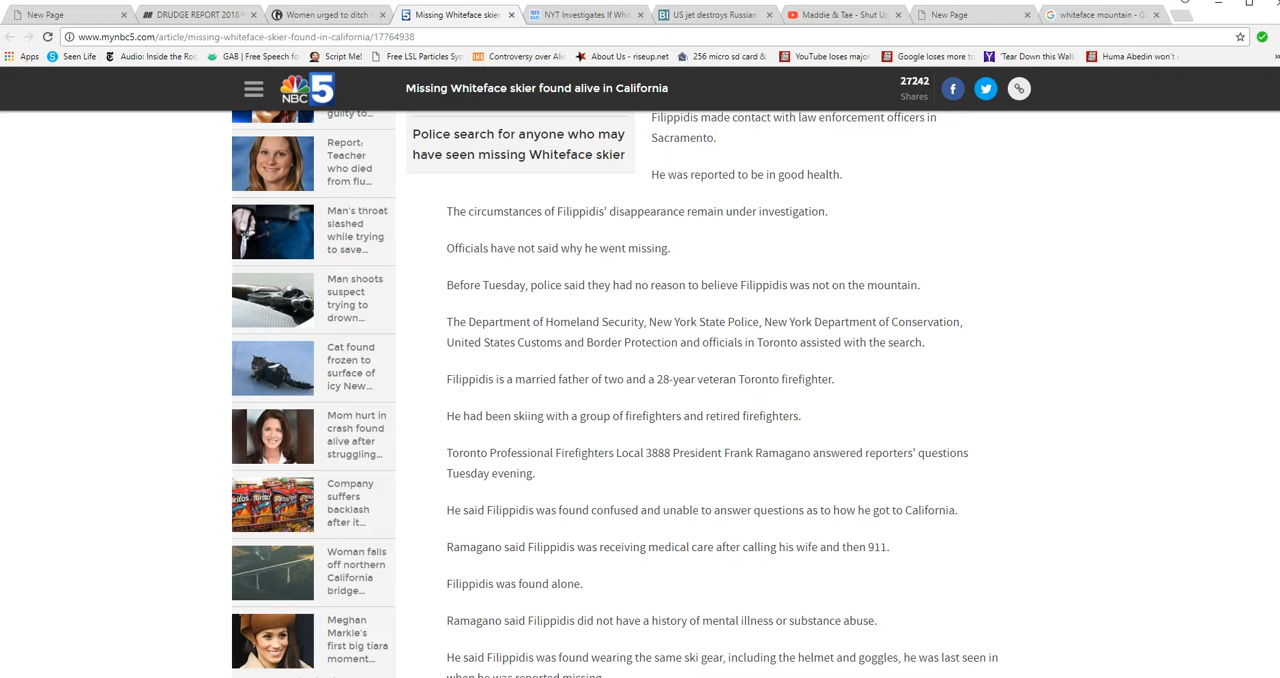 New Page
DRUDGE REPORT 2018®
Women urged to ditch
Missing Whiteface skie
NYT Investigates If Whi
US jet destroys Russian
Maddie & Tae - Shut Up
New Page
whiteface mountain - G
www.mynbc5.com/article/missing-whiteface-skier-found-in-california/17764938
Apps
Seen Life
Audio: Inside the Roo
GAB | Free Speech fo
Script Me!
Free LSL Particles Sys
Controversy over Ali
About Us - riseup.net
256 micro sd card &
YouTube loses major
Google loses more to
'Tear Down this Wall
Huma Abedin won't
NBC 5
Missing Whiteface skier found alive in California
27242
Shares
guilty to...
Report:
Teacher
who died
from flu...
Man's throat
slashed
while trying
to save...
Man shoots
suspect
trying to
drown...
Cat found
frozen to
surface of
icy New...
Mom hurt in
crash found
alive after
struggling...
Company
suffers
backlash
after it...
Woman falls
off northern
California
bridge...
Meghan
Markle's
first big tiara
moment...
Police search for anyone who may
have seen missing Whiteface skier
Filippidis made contact with law enforcement officers in
Sacramento.
He was reported to be in good health.
The circumstances of Filippidis' disappearance remain under investigation.
Officials have not said why he went missing.
Before Tuesday, police said they had no reason to believe Filippidis was not on the mountain.
The Department of Homeland Security, New York State Police, New York Department of Conservation,
United States Customs and Border Protection and officials in Toronto assisted with the search.
Filippidis is a married father of two and a 28-year veteran Toronto firefighter.
He had been skiing with a group of firefighters and retired firefighters.
Toronto Professional Firefighters Local 3888 President Frank Ramagano answered reporters' questions
Tuesday evening.
He said Filippidis was found confused and unable to answer questions as to how he got to California.
Ramagano said Filippidis was receiving medical care after calling his wife and then 911.
Filippidis was found alone.
Ramagano said Filippidis did not have a history of mental illness or substance abuse.
He said Filippidis was found wearing the same ski gear, including the helmet and goggles, he was last seen in
when he was reported missing.